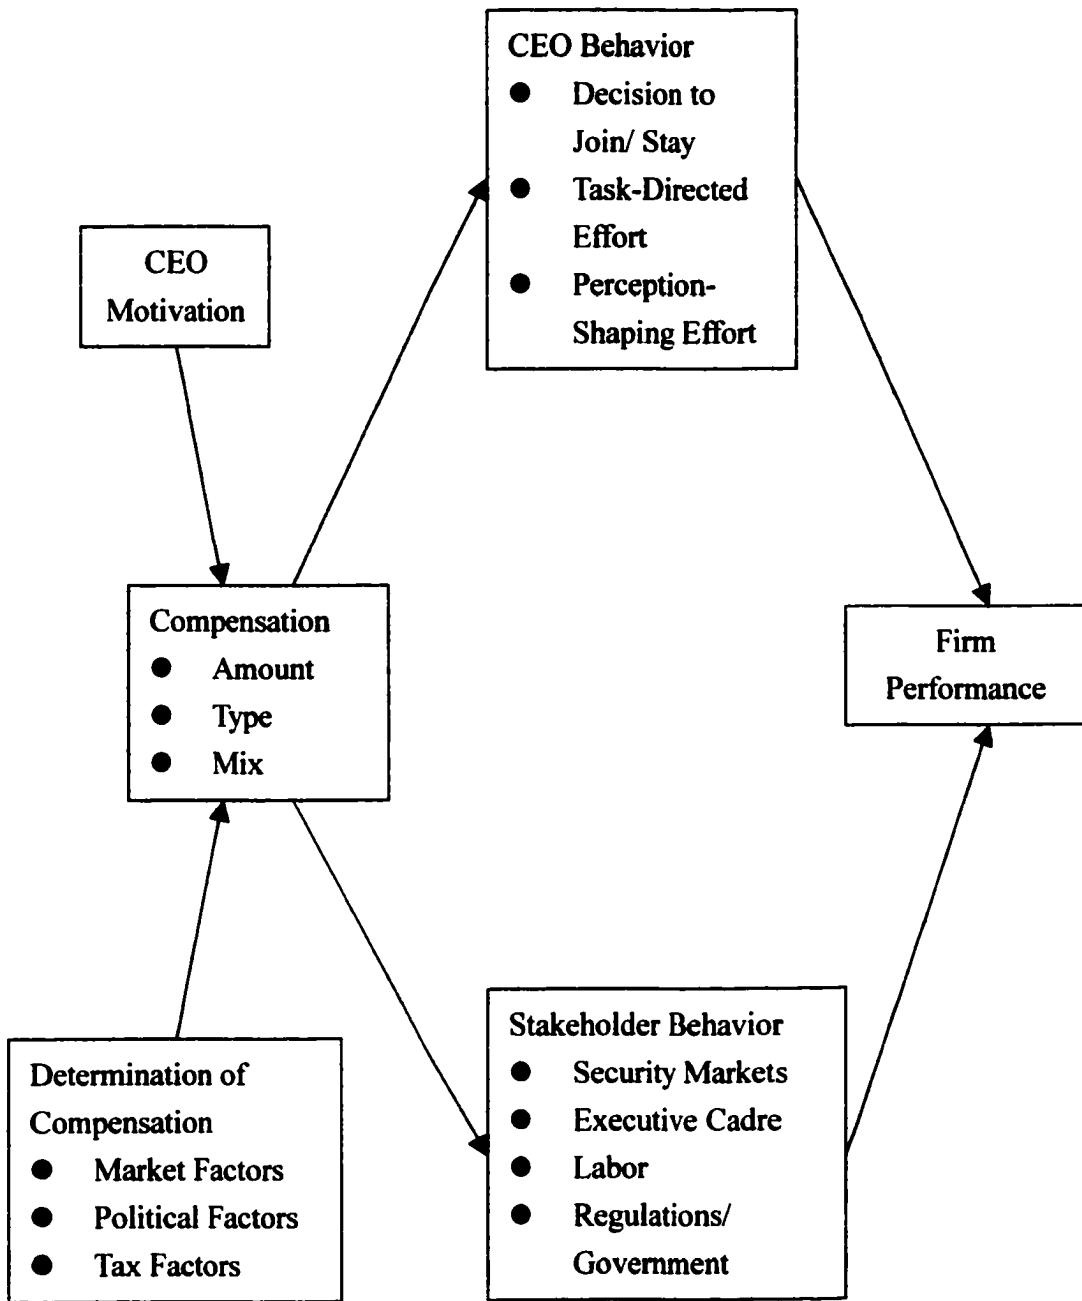 CEO Behavior
● Decision to
Join/ Stay
● Task-Directed
Effort
● Perception-
Shaping Effort
CEO
Motivation
Compensation
● Amount
● Type
● Mix
Firm
Performance
Stakeholder Behavior
● Security Markets
● Executive Cadre
● Labor
● Regulations/
Government
Determination of
Compensation
● Market Factors
● Political Factors
● Tax Factors